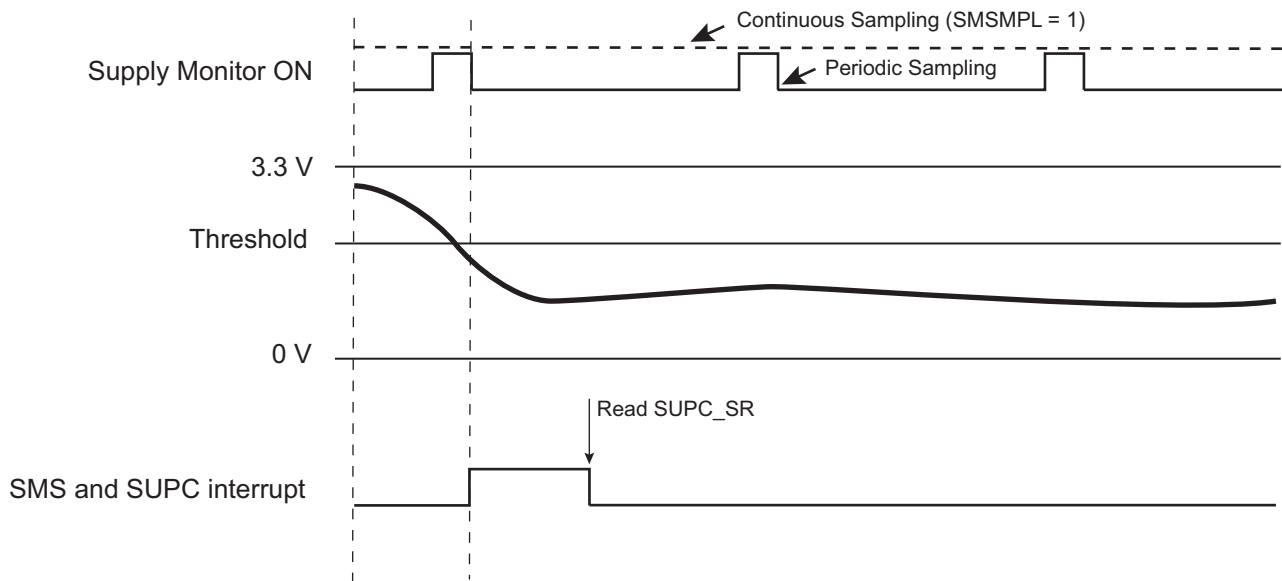 Continuous Sampling (SMSMPL = 1)
Supply Monitor ON
Periodic Sampling
3.3 V
Threshold
0 V
Read SUPC_SR
SMS and SUPC interrupt